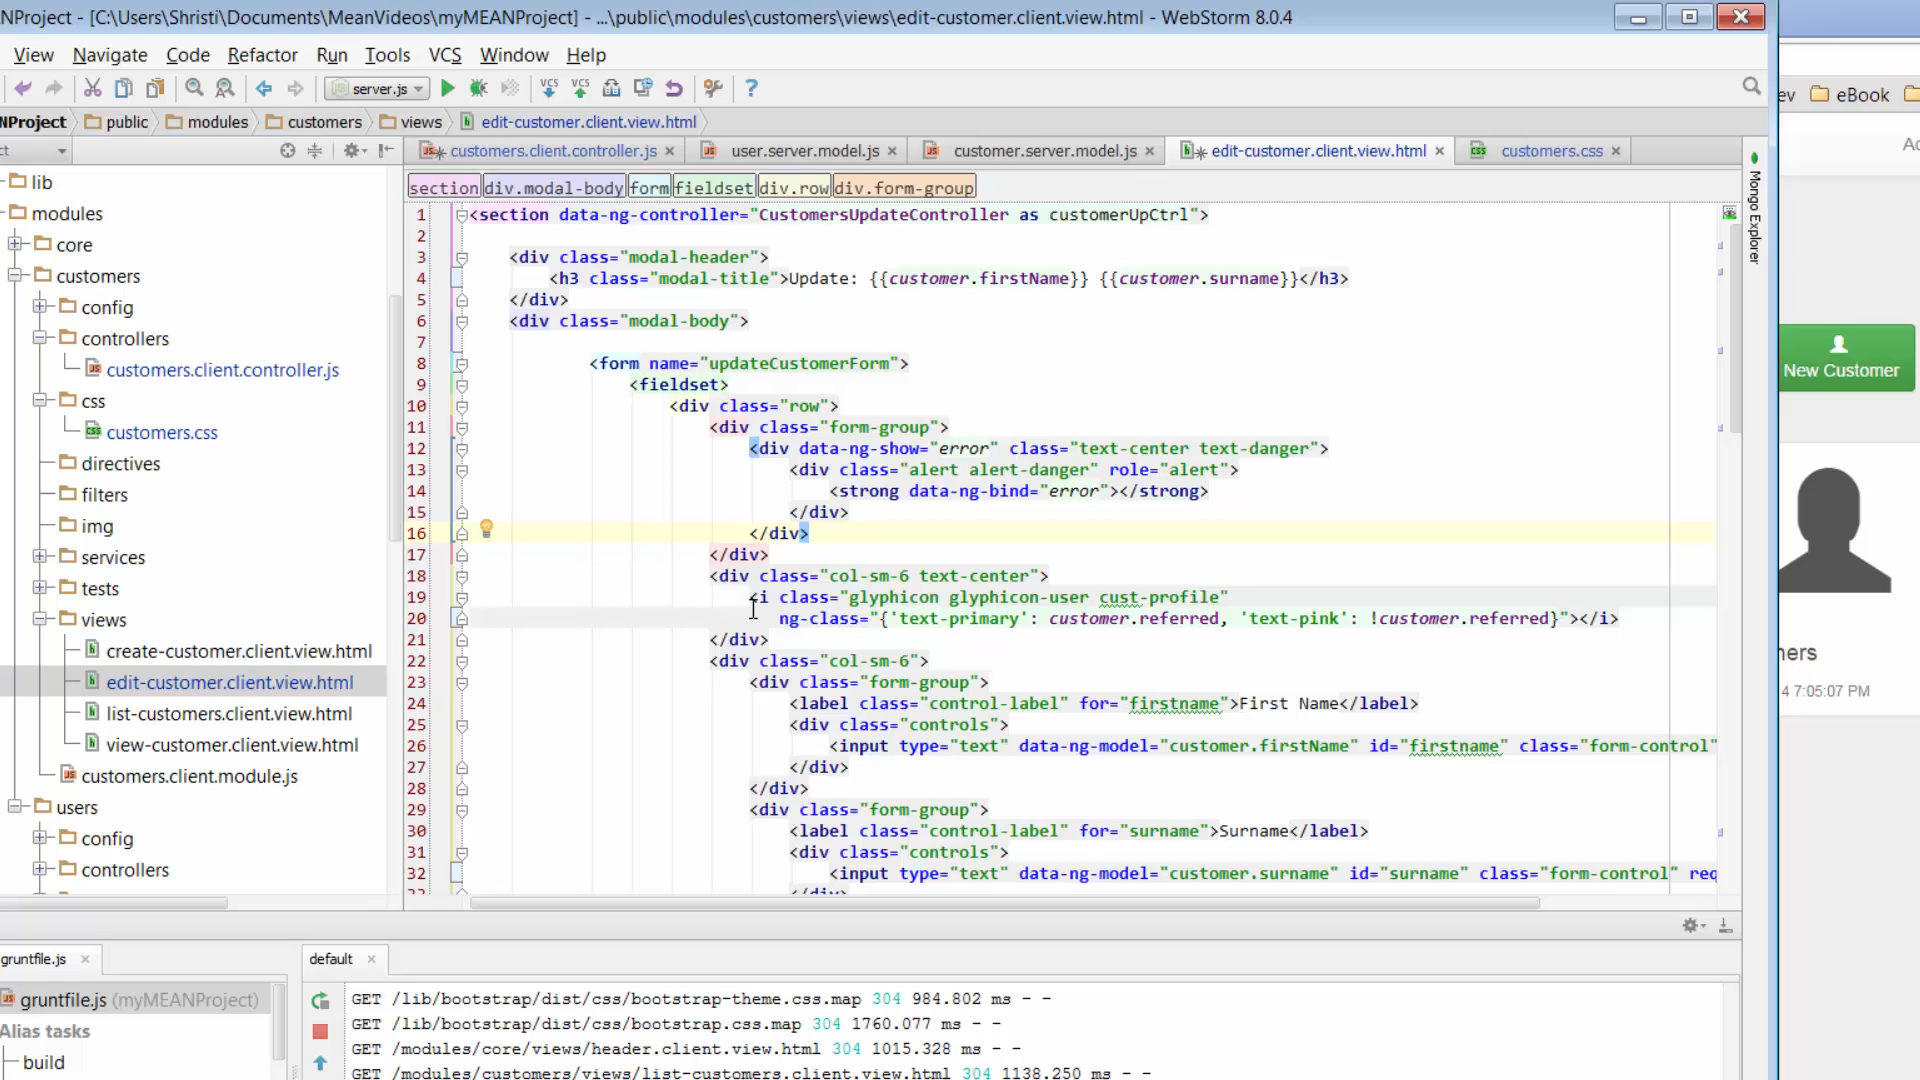 NProject - [C:\Users\Shristi\Documents\MeanVideos\myMEANProject] - ...\public\modules\customers\views\edit-customer.client.view.html - WebStorm 8.0.4
View Navigate Code Refactor Run Tools VCS Window Help
server.js
VCS VCS
NProject public modules customers views edit-customer.client.view.html
ct
customers.client.controller.js user.server.model.js customer.server.model.js edit-customer.client.view.html customers.css
section div.modal-body form fieldset div.row div.form-group
lib
modules
core
customers
config
controllers
customers.client.controller.js
css
customers.css
directives
filters
img
services
tests
views
create-customer.client.view.html
edit-customer.client.view.html
list-customers.client.view.html
view-customer.client.view.html
customers.client.module.js
users
config
controllers
1 <section data-ng-controller="CustomersUpdateController as customerUpCtrl">
2
3 <div class="modal-header">
4 <h3 class="modal-title">Update: {{customer.firstName}} {{customer.surname}}</h3>
5 </div>
6 <div class="modal-body">
7
8 <form name="updateCustomerForm">
9 <fieldset>
10 <div class="row">
11 <div class="form-group">
12 <div data-ng-show="error" class="text-center text-danger">
13 <div class="alert alert-danger" role="alert">
14 <strong data-ng-bind="error"></strong>
15 </div>
16 </div>
17 </div>
18 <div class="col-sm-6 text-center">
19 <i class="glyphicon glyphicon-user cust-profile"
20 ng-class="{'text-primary': customer.referred, 'text-pink': !customer.referred}"></i>
21 </div>
22 <div class="col-sm-6">
23 <div class="form-group">
24 <label class="control-label" for="firstname">First Name</label>
25 <div class="controls">
26 <input type="text" data-ng-model="customer.firstName" id="firstname" class="form-control"
27 </div>
28 </div>
29 <div class="form-group">
30 <label class="control-label" for="surname">Surname</label>
31 <div class="controls">
32 <input type="text" data-ng-model="customer.surname" id="surname" class="form-control" req
33 </div>
Mongo Explorer
ev eBook
Ac
New Customer
ners
4 7:05:07 PM
gruntfile.js
default
gruntfile.js (myMEANProject)
Alias tasks
build
GET /lib/bootstrap/dist/css/bootstrap-theme.css.map 304 984.802 ms - -
GET /lib/bootstrap/dist/css/bootstrap.css.map 304 1760.077 ms - -
GET /modules/core/views/header.client.view.html 304 1015.328 ms - -
GET /modules/customers/views/list-customers.client.view.html 304 1138.250 ms - -